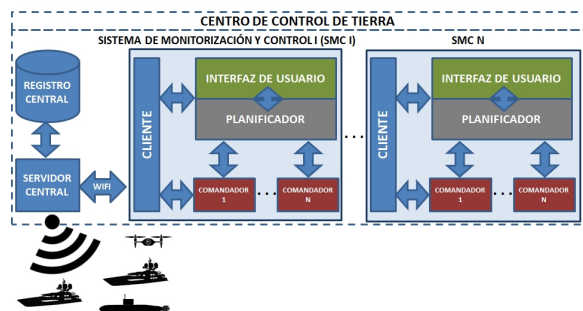 CENTRO DE CONTROL DE TIERRA
SISTEMA DE MONITORIZACIÓN Y CONTROL I (SMC I)
SMC N
REGISTRO
CENTRAL
SERVIDOR
CENTRAL
WIFI
CLIENTE
INTERFAZ DE USUARIO
PLANIFICADOR
COMANDADOR
1
...
COMANDADOR
N
...
CLIENTE
INTERFAZ DE USUARIO
PLANIFICADOR
COMANDADOR
1
...
COMANDADOR
N